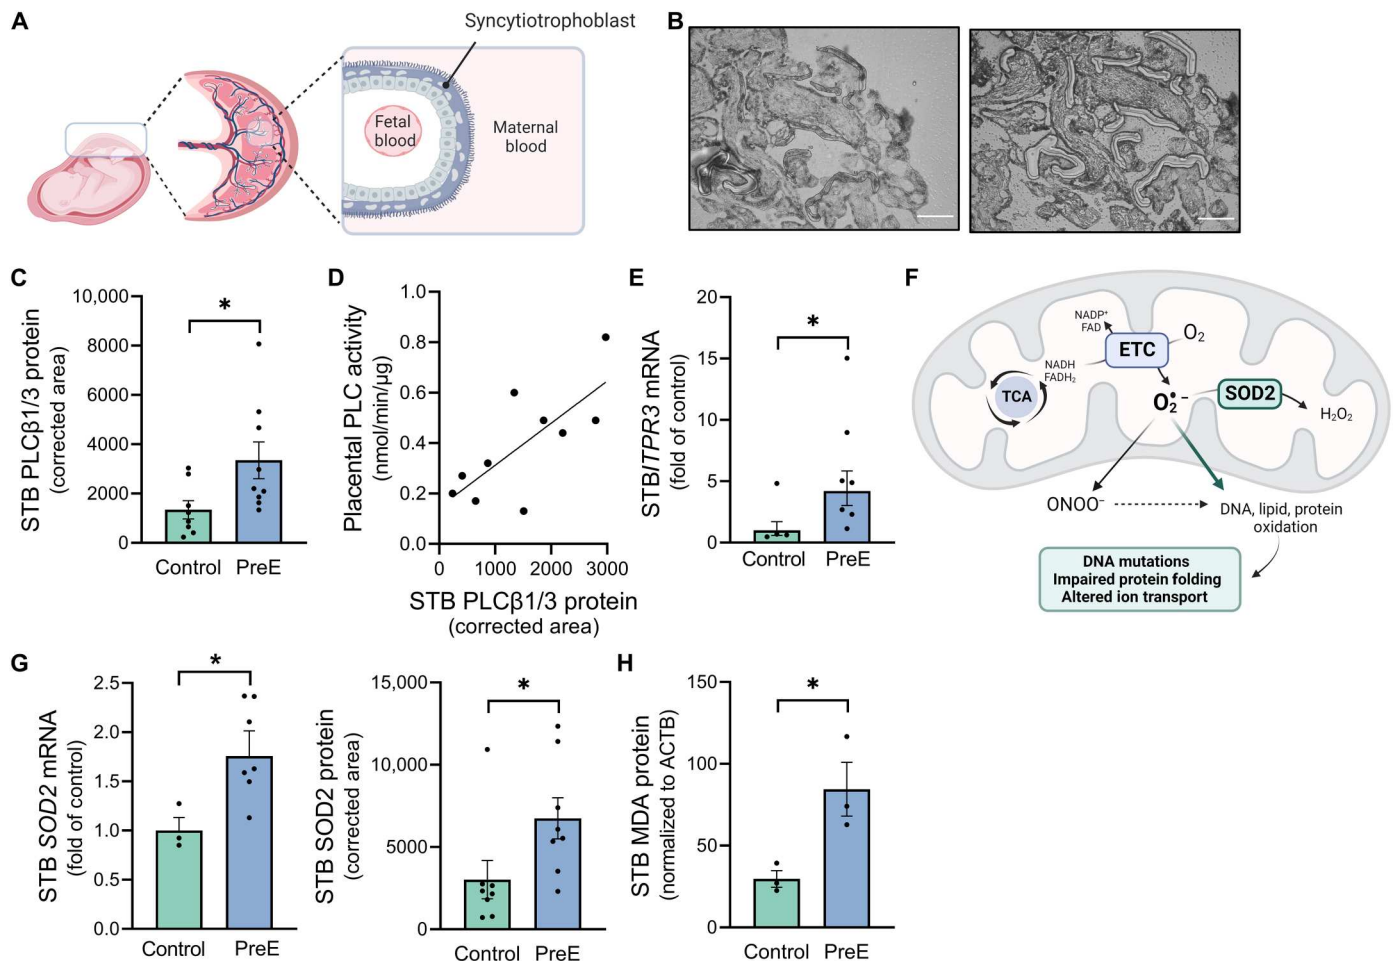 A
Syncytiotrophoblast
Fetal
blood
Maternal
blood
B
C
STB PLCβ1/3 protein
(corrected area)
10,000
8000
6000
4000
2000
0
*
Control
PreE
D
Placental PLC activity
(nmol/min/μg)
1.0
0.8
0.6
0.4
0.2
0.0
0
1000
2000
3000
STB PLCβ1/3 protein
(corrected area)
E
STB ITPR3 mRNA
(fold of control)
20
15
10
5
0
*
Control
PreE
F
NADP⁺
FAD
ETC
O₂
NADH
FADH₂
TCA
O₂•⁻
SOD2
H₂O₂
ONOO⁻
DNA, lipid, protein
oxidation
DNA mutations
Impaired protein folding
Altered ion transport
G
STB SOD2 mRNA
(fold of control)
2.5
2.0
1.5
1.0
0.5
0.0
*
Control
PreE
STB SOD2 protein
(corrected area)
15,000
10,000
5000
0
*
Control
PreE
H
STB MDA protein
(normalized to ACTB)
150
100
50
0
*
Control
PreE